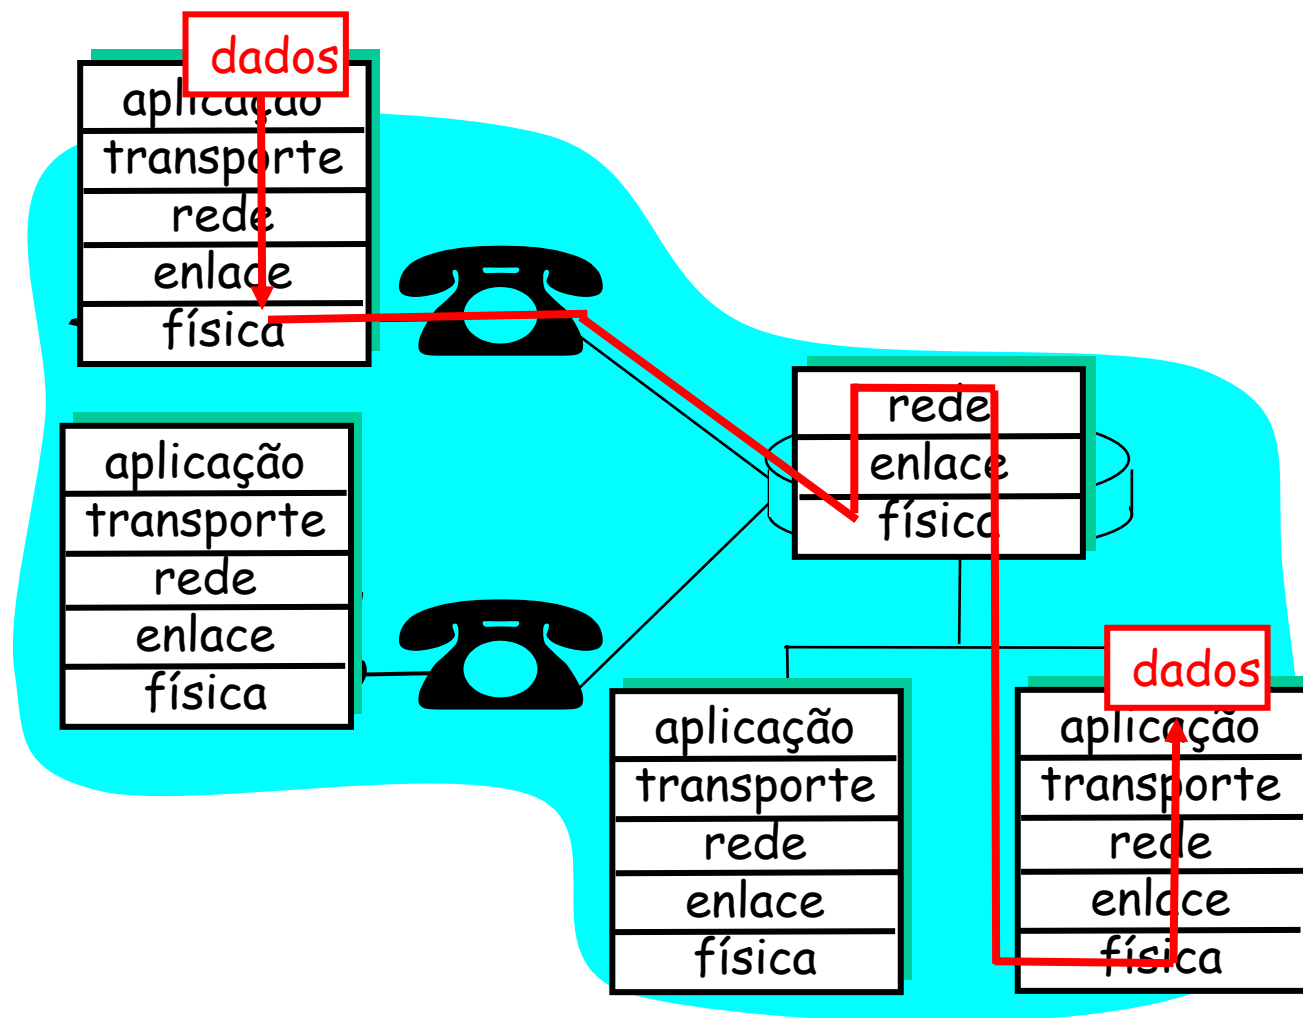 dados
aplicação
transporte
rede
enlace
física
aplicação
transporte
rede
enlace
física
rede
enlace
física
aplicação
transporte
rede
enlace
física
dados
aplicação
transporte
rede
enlace
física